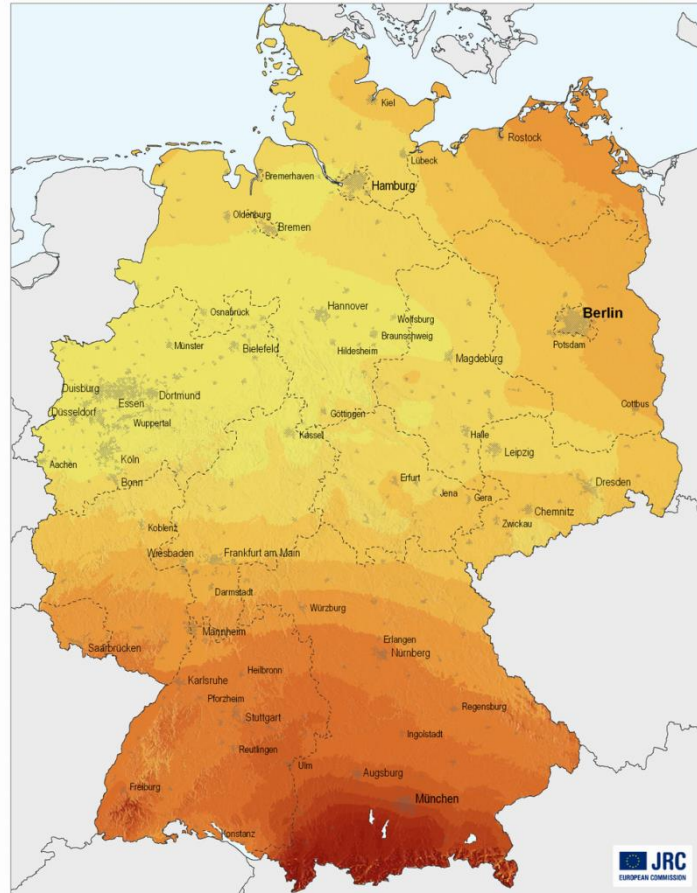 Kiel
Rostock
Lübeck
Hamburg
Bremerhaven
Oldenburg
Bremen
Berlin
Potsdam
Osnabrück
Hannover
Wolfsburg
Braunschweig
Münster
Bielefeld
Hildesheim
Magdeburg
Duisburg
Essen
Dortmund
Düsseldorf
Wuppertal
Göttingen
Cottbus
Kassel
Halle
Leipzig
Aachen
Köln
Bonn
Erfurt
Jena
Gera
Dresden
Chemnitz
Zwickau
Koblenz
Wiesbaden
Frankfurt am Main
Darmstadt
Würzburg
Mannheim
Erlangen
Nürnberg
Saarbrücken
Heilbronn
Karlsruhe
Pforzheim
Stuttgart
Regensburg
Reutlingen
Ingolstadt
Ulm
Augsburg
Freiburg
München
Konstanz
JRC
EUROPEAN COMMISSION